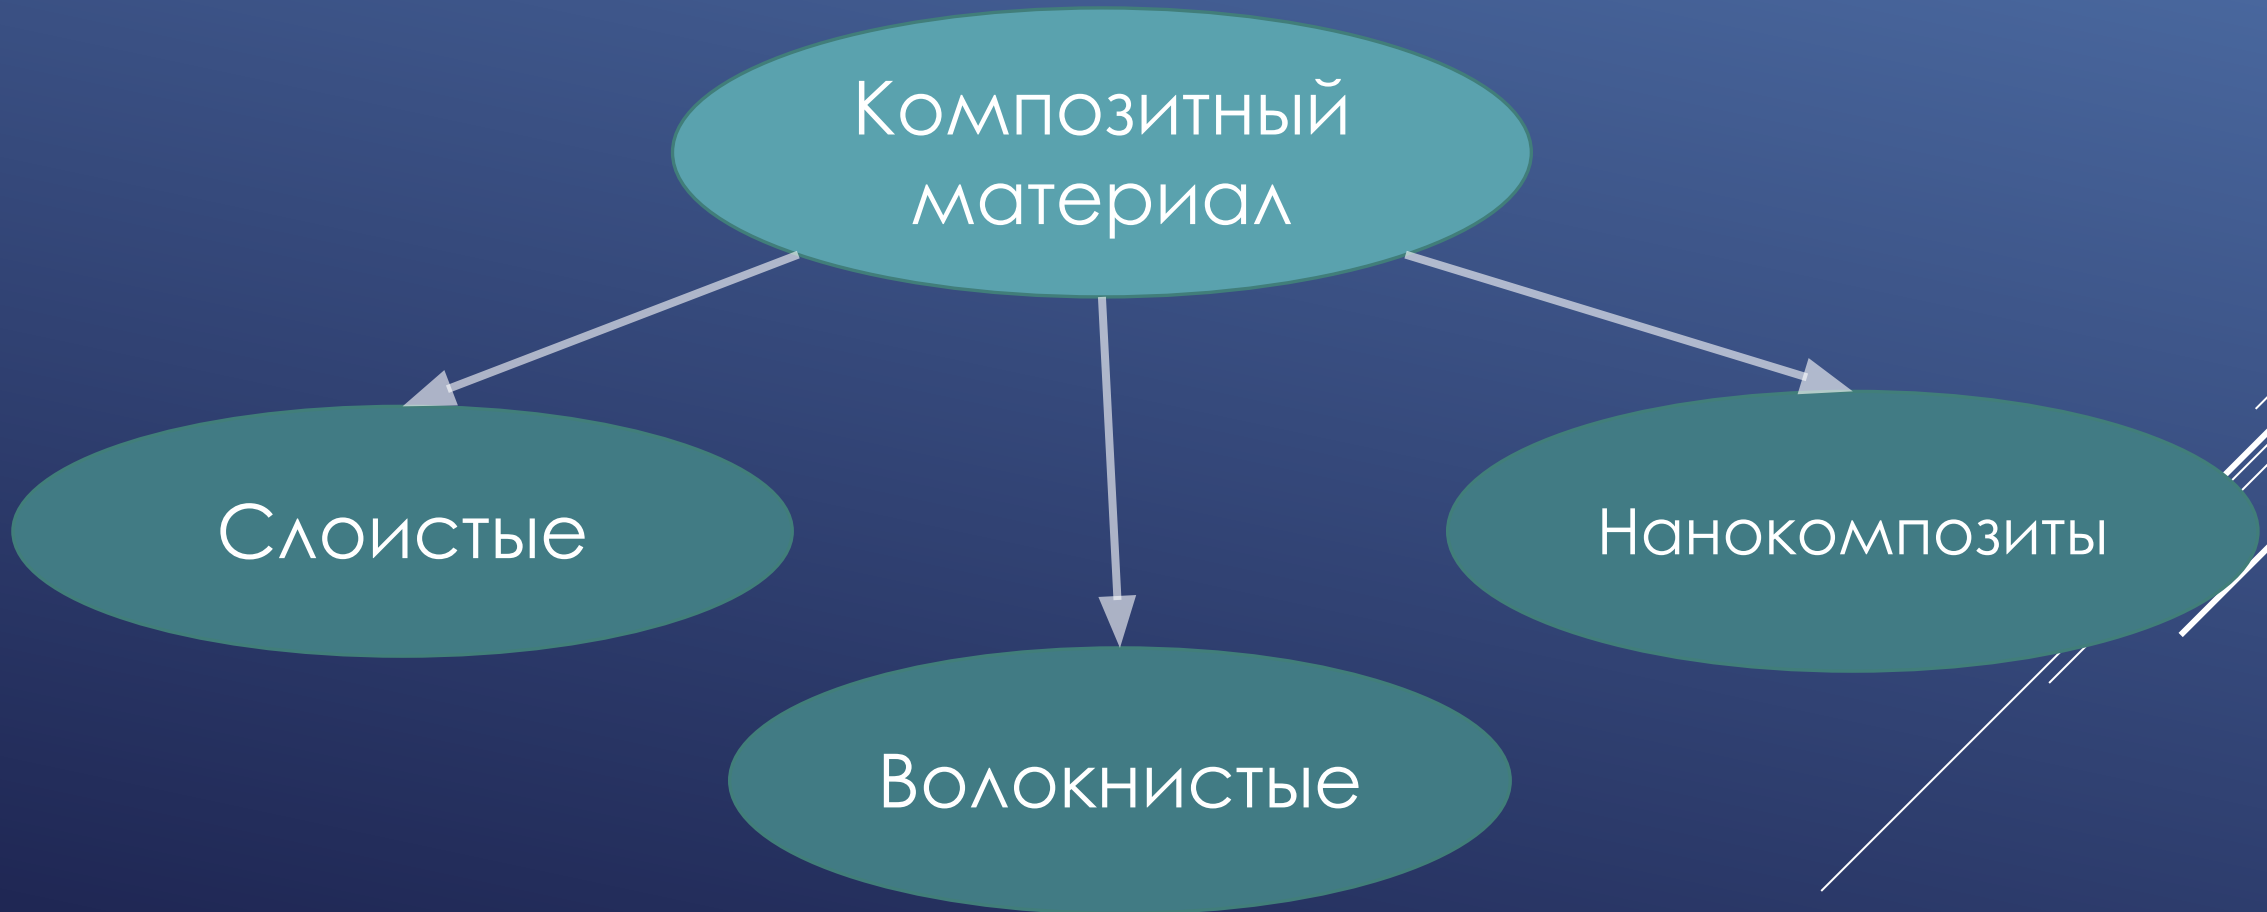 Композитный
материал
Слоистые
Нанокомпозиты
Волокнистые